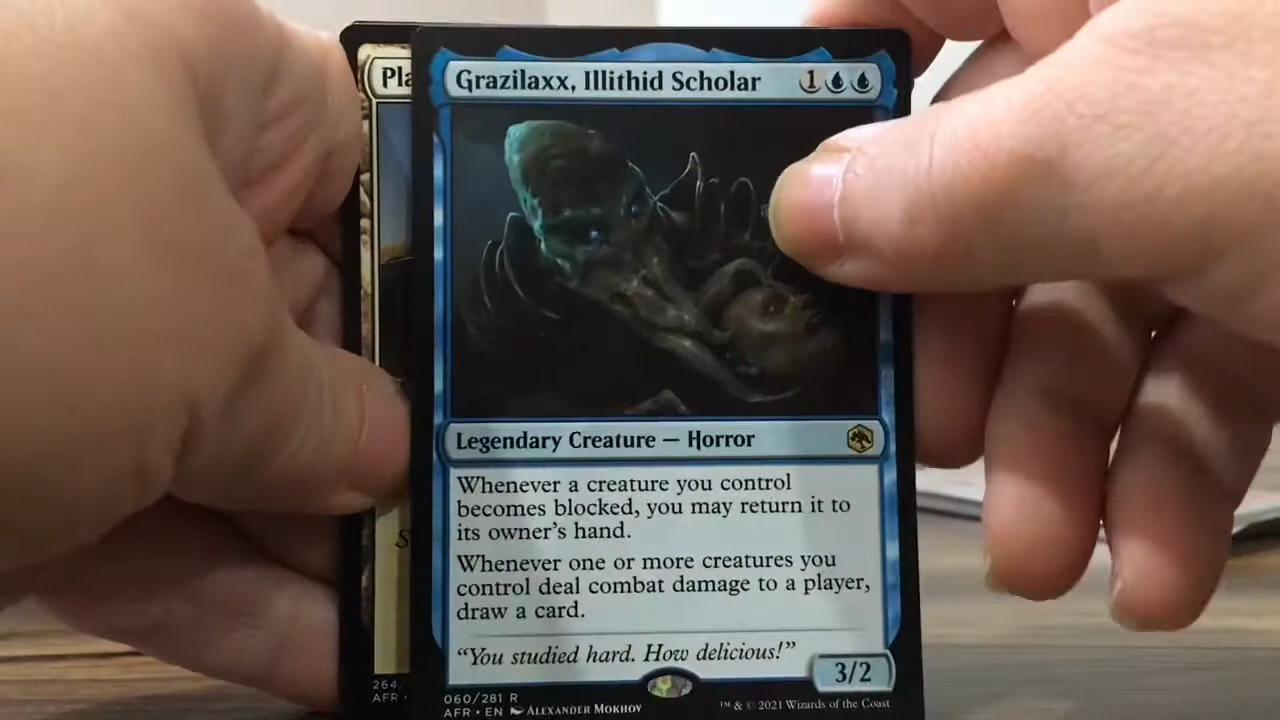 Pla
Grazilaxx, Illithid Scholar 1
Legendary Creature — Horror
Whenever a creature you control
becomes blocked, you may return it to
its owner's hand.
Whenever one or more creatures you
control deal combat damage to a player,
draw a card.
"You studied hard. How delicious!"
3/2
264/
AFR •
060/281 R
AFR • EN ALEXANDER MOKHOV
™ & © 2021 Wizards of the Coast